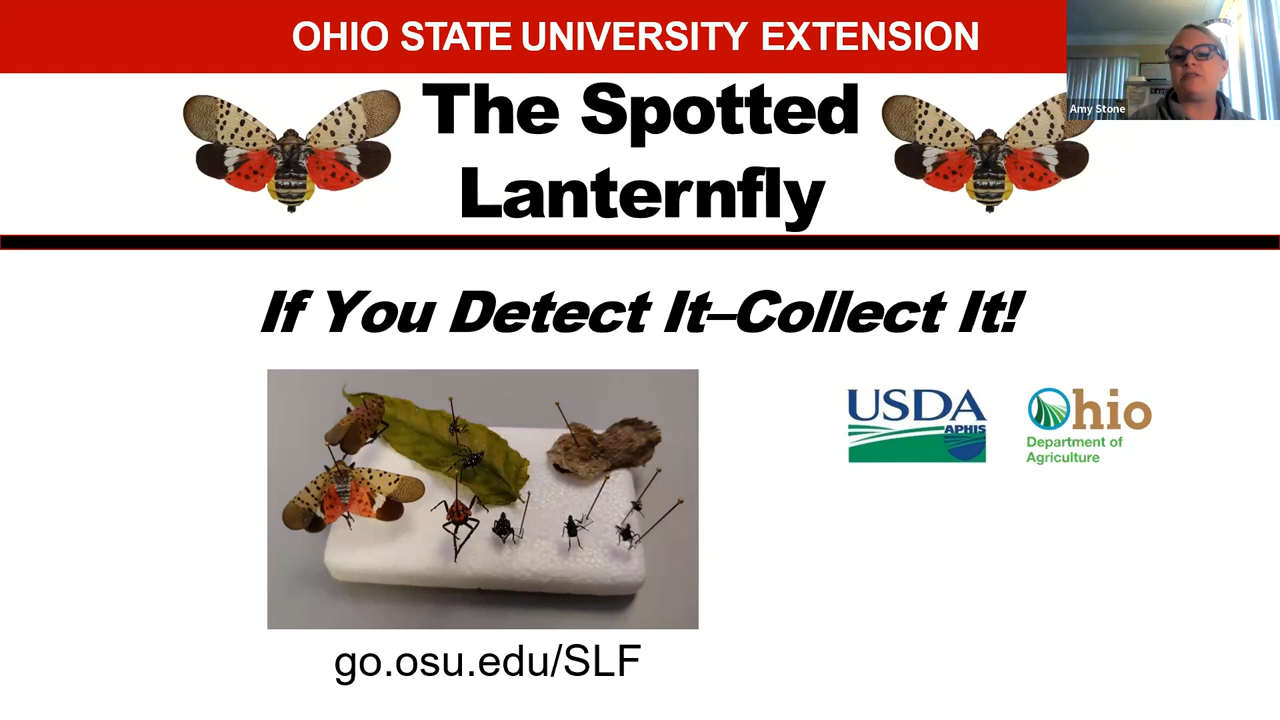 OHIO STATE UNIVERSITY EXTENSION
Amy Stone
The Spotted
Lanternfly
If You Detect It–Collect It!
USDA
APHIS
Ohio
Department of
Agriculture
go.osu.edu/SLF